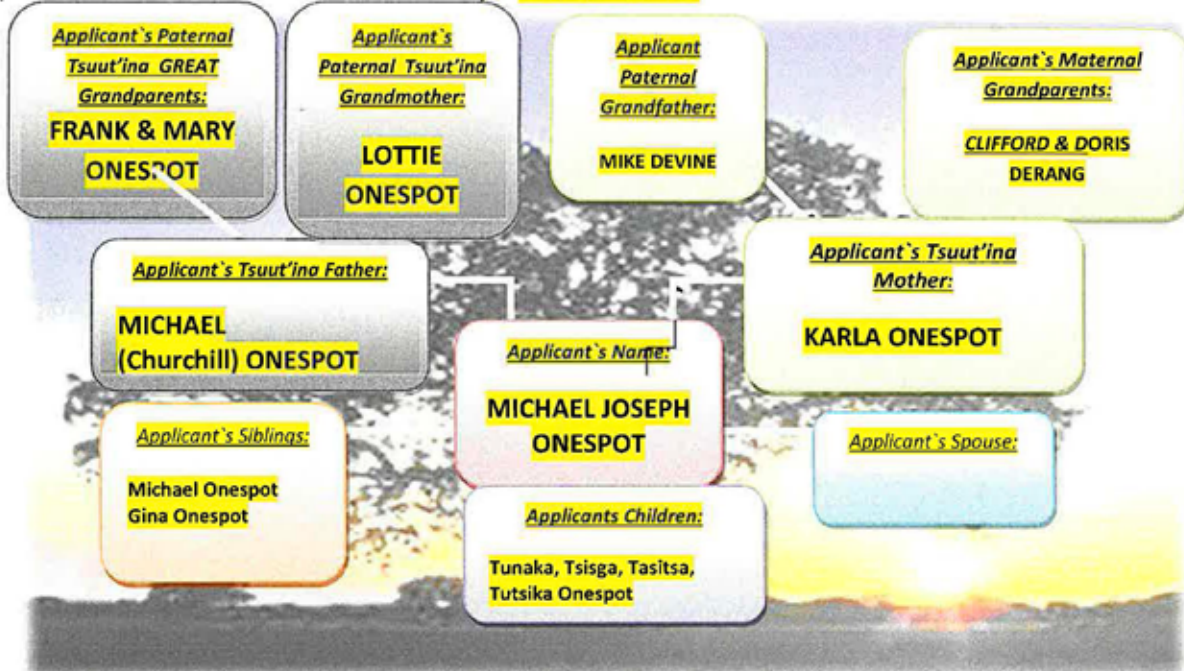 Applicant`s Paternal
Tsuut'ina GREAT
Grandparents:
FRANK & MARY
ONESPOT
Applicant`s
Paternal Tsuut'ina
Grandmother:
LOTTIE
ONESPOT
Applicant
Paternal
Grandfather:
MIKE DEVINE
Applicant`s Maternal
Grandparents:
CLIFFORD & DORIS
DERANG
Applicant`s Tsuut'ina Father:
MICHAEL
(Churchill) ONESPOT
Applicant`s Tsuut'ina
Mother:
KARLA ONESPOT
Applicant`s Name:
MICHAEL JOSEPH
ONESPOT
Applicant`s Siblings:
Michael Onespot
Gina Onespot
Applicant`s Spouse:
Applicants Children:
Tunaka, Tsisga, Tasitsa,
Tutsika Onespot